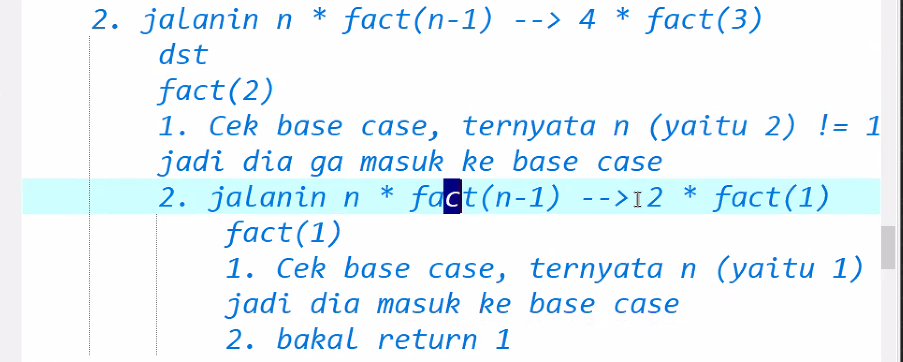 2. jalanin n * fact(n-1) --> 4 * fact(3)
dst
fact(2)
1. Cek base case, ternyata n (yaitu 2) != 1
jadi dia ga masuk ke base case
2. jalanin n * fact(n-1) --> 2 * fact(1)
fact(1)
1. Cek base case, ternyata n (yaitu 1)
jadi dia masuk ke base case
2. bakal return 1